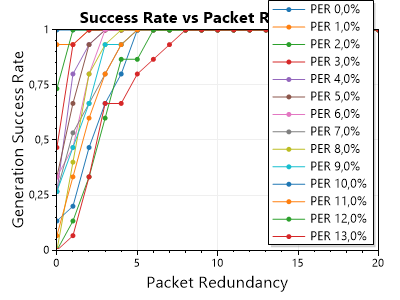 Success Rate vs Packet R
PER 0,0%
PER 1,0%
PER 2,0%
PER 3,0%
PER 4,0%
PER 5,0%
PER 6,0%
PER 7,0%
PER 8,0%
PER 9,0%
PER 10,0%
PER 11,0%
PER 12,0%
PER 13,0%
Generation Success Rate
1
0,75
0,5
0,25
0
0
5
10
15
20
Packet Redundancy